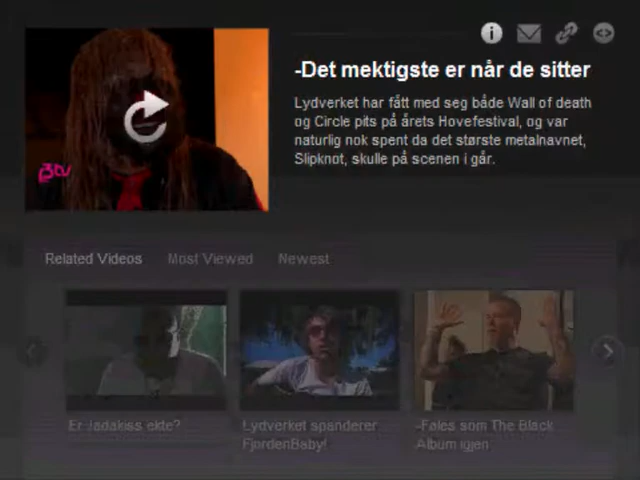 -Det mektigste er når de sitter
Lydverket har fått med seg både Wall of death
og Circle pits på årets Hovefestival, og var
naturlig nok spent da det største metalnavnet,
Slipknot, skulle på scenen i går.
tv
Related Videos Most Viewed Newest
Er Jadakiss ekte?
Lydverket spanderer
FjordenBaby!
-Føles som The Black
Album igjen